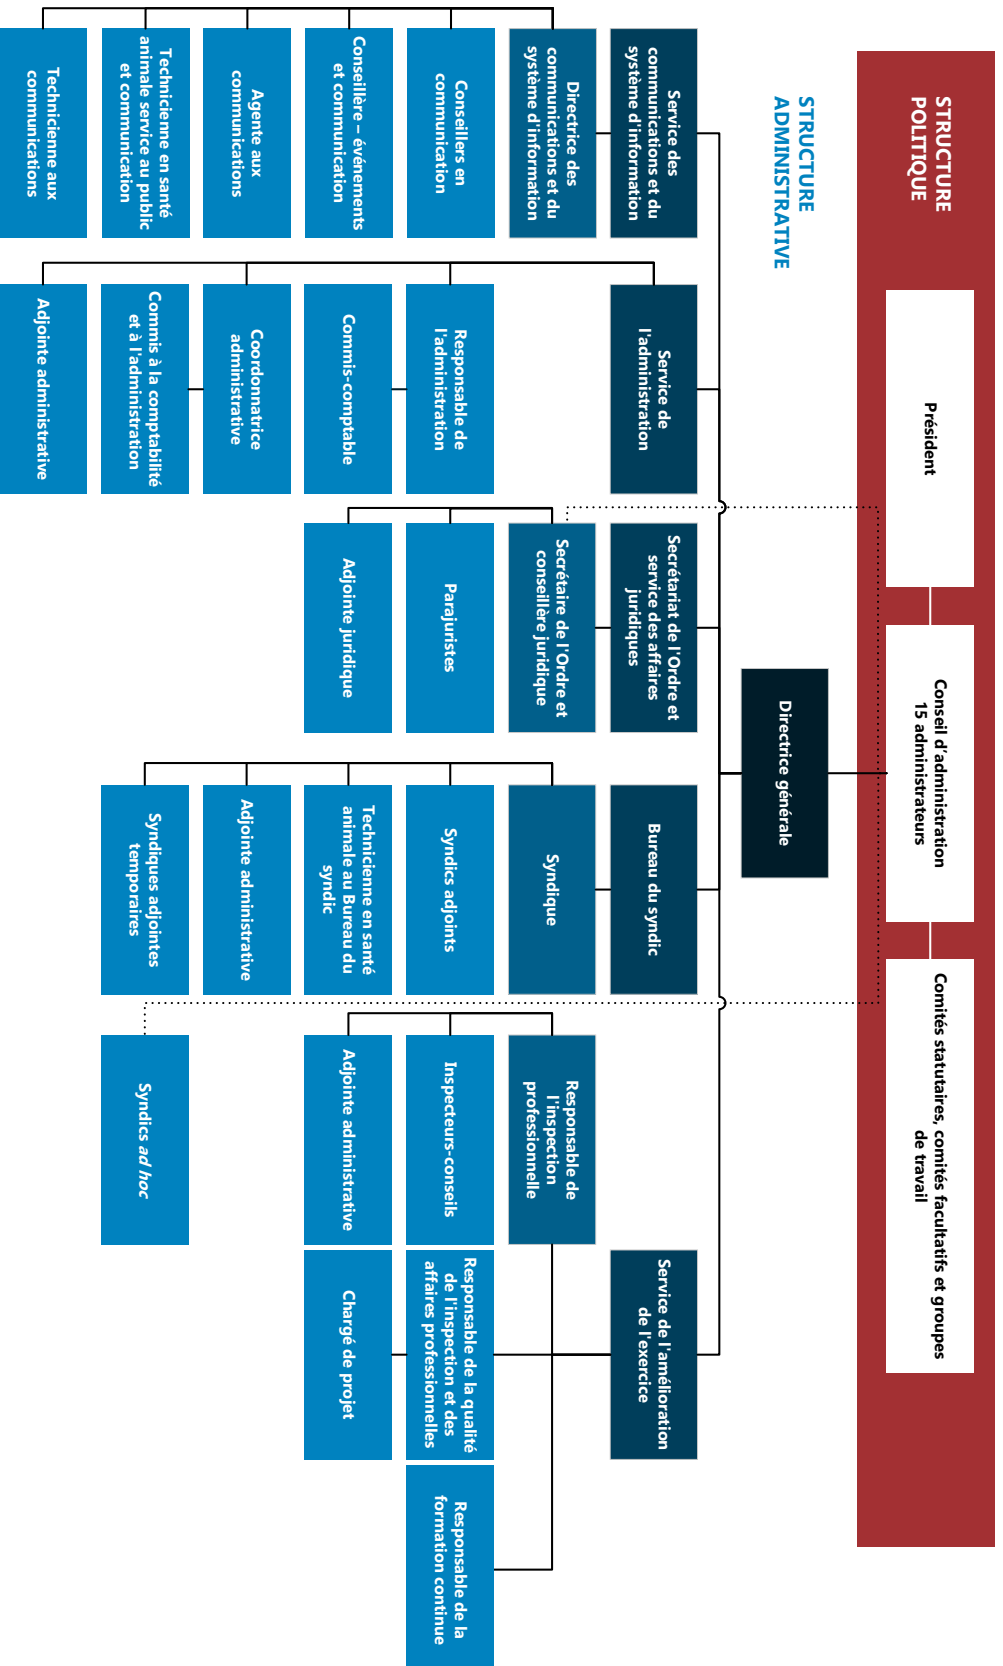 STRUCTURE
POLITIQUE
Président
Conseil d’administration
15 administrateurs
Comités statutaires, comités facultatifs et groupes
de travail
STRUCTURE
ADMINISTRATIVE
Directrice générale
Service des
communications et du
système d'information
Directrice des
communications et du
système d'information
Conseillers en
communication
Conseillère – événements
et communication
Agente aux
communications
Technicienne en santé
animale service au public
et communication
Technicienne aux
communications
Service de
l'administration
Responsable de
l'administration
Commis-comptable
Coordonnatrice
administrative
Commis à la comptabilité
et à l'administration
Adjointe administrative
Secrétariat de l'Ordre et
service des affaires
juridiques
Secrétaire de l’Ordre et
conseillère juridique
Parajuristes
Adjointe juridique
Bureau du syndic
Syndique
Syndics adjoints
Technicienne en santé
animale au Bureau du
syndic
Adjointe administrative
Syndiques adjointes
temporaires
Service de l'amélioration
de l'exercice
Responsable de
l'inspection
professionnelle
Inspecteurs-conseils
Adjointe administrative
Syndics ad hoc
Responsable de la qualité
de l'inspection et des
affaires professionnelles
Chargé de projet
Responsable de la
formation continue